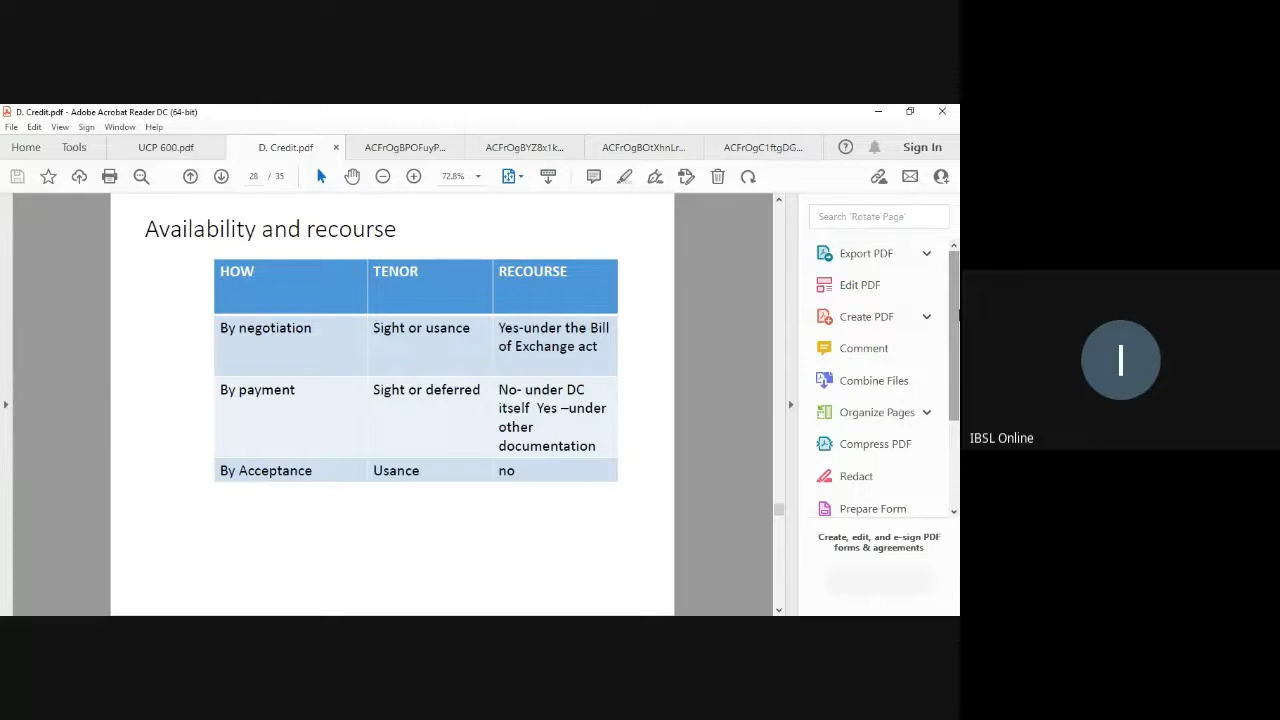 D. Credit.pdf - Adobe Acrobat Reader DC (64-bit)
File Edit View Sign Window Help
Home Tools UCP 600.pdf D. Credit.pdf × ACFrOgBPOFuyP... ACFrOgBYZ8x1k... ACFrOgBOtXhnLr... ACFrOgC1ftgDG... Sign In
28 / 35 72.8%
Availability and recourse
HOW TENOR RECOURSE
By negotiation Sight or usance Yes-under the Bill
of Exchange act
By payment Sight or deferred No- under DC
itself Yes –under
other
documentation
By Acceptance Usance no
Search 'Rotate Page'
Export PDF
Edit PDF
Create PDF
Comment
Combine Files
Organize Pages
Compress PDF
Redact
Prepare Form
Create, edit, and e-sign PDF
forms & agreements
I
IBSL Online